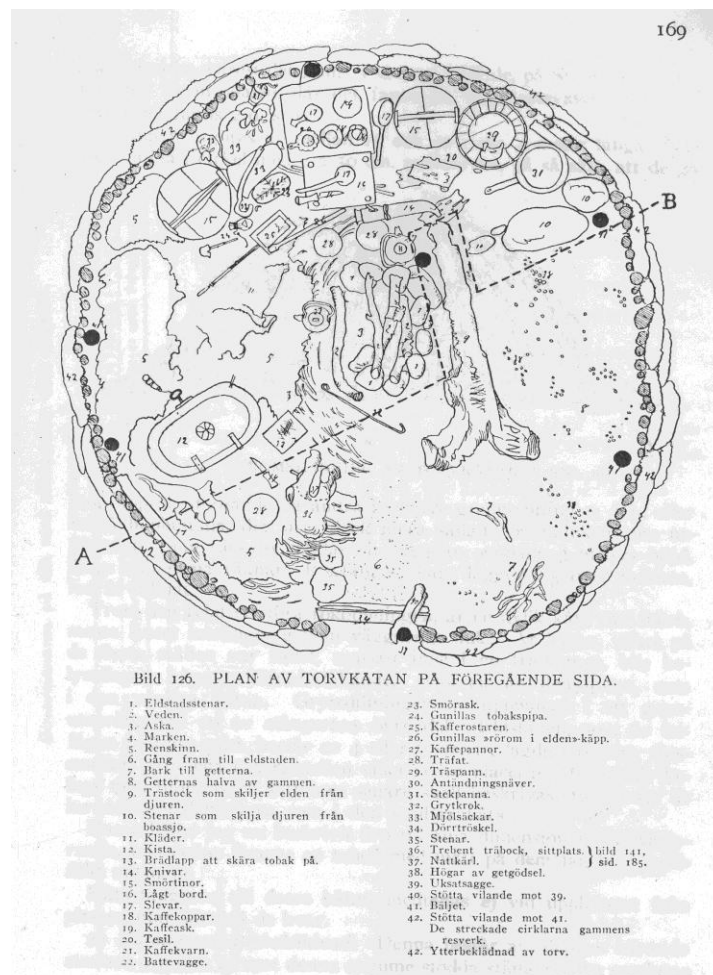 169
B
A
Bild 126. PLAN AV TORVKÅTAN PÅ FÖREGÅENDE SIDA.
1. Eldstadsstenar.
2. Veden.
3. Aska.
4. Marken.
5. Renskinn.
6. Gång fram till eldstaden.
7. Bark till getterna.
8. Getternas halva av gammen.
9. Trästock som skiljer elden från
djuren.
10. Stenar som skilja djuren från
boassjo.
11. Kläder.
12. Kista.
13. Brädlapp att skära tobak på.
14. Knivar.
15. Smörtinor.
16. Lågt bord.
17. Slevar.
18. Kaffekoppar.
19. Kaffeask.
20. Tesil.
21. Kaffekvarn.
22. Battevagge.
23. Smörask.
24. Gunillas tobakspipa.
25. Kafferostaren.
26. Gunillas »rörom i elden»-käpp.
27. Kaffepannor.
28. Träfat.
29. Träspann.
30. Antändningsnäver.
31. Stekpanna.
32. Grytkrok.
33. Mjölsäckar.
34. Dörrtröskel.
35. Stenar.
36. Trebent träbock, sittplats. } bild 141,
37. Nattkärl. } sid. 185.
38. Högar av getgödsel.
39. Uksatsagge.
40. Stötta vilande mot 39.
41. Bäljet.
42. Stötta vilande mot 41.
De streckade cirklarna gammens
resverk.
42. Ytterbeklädnad av torv.